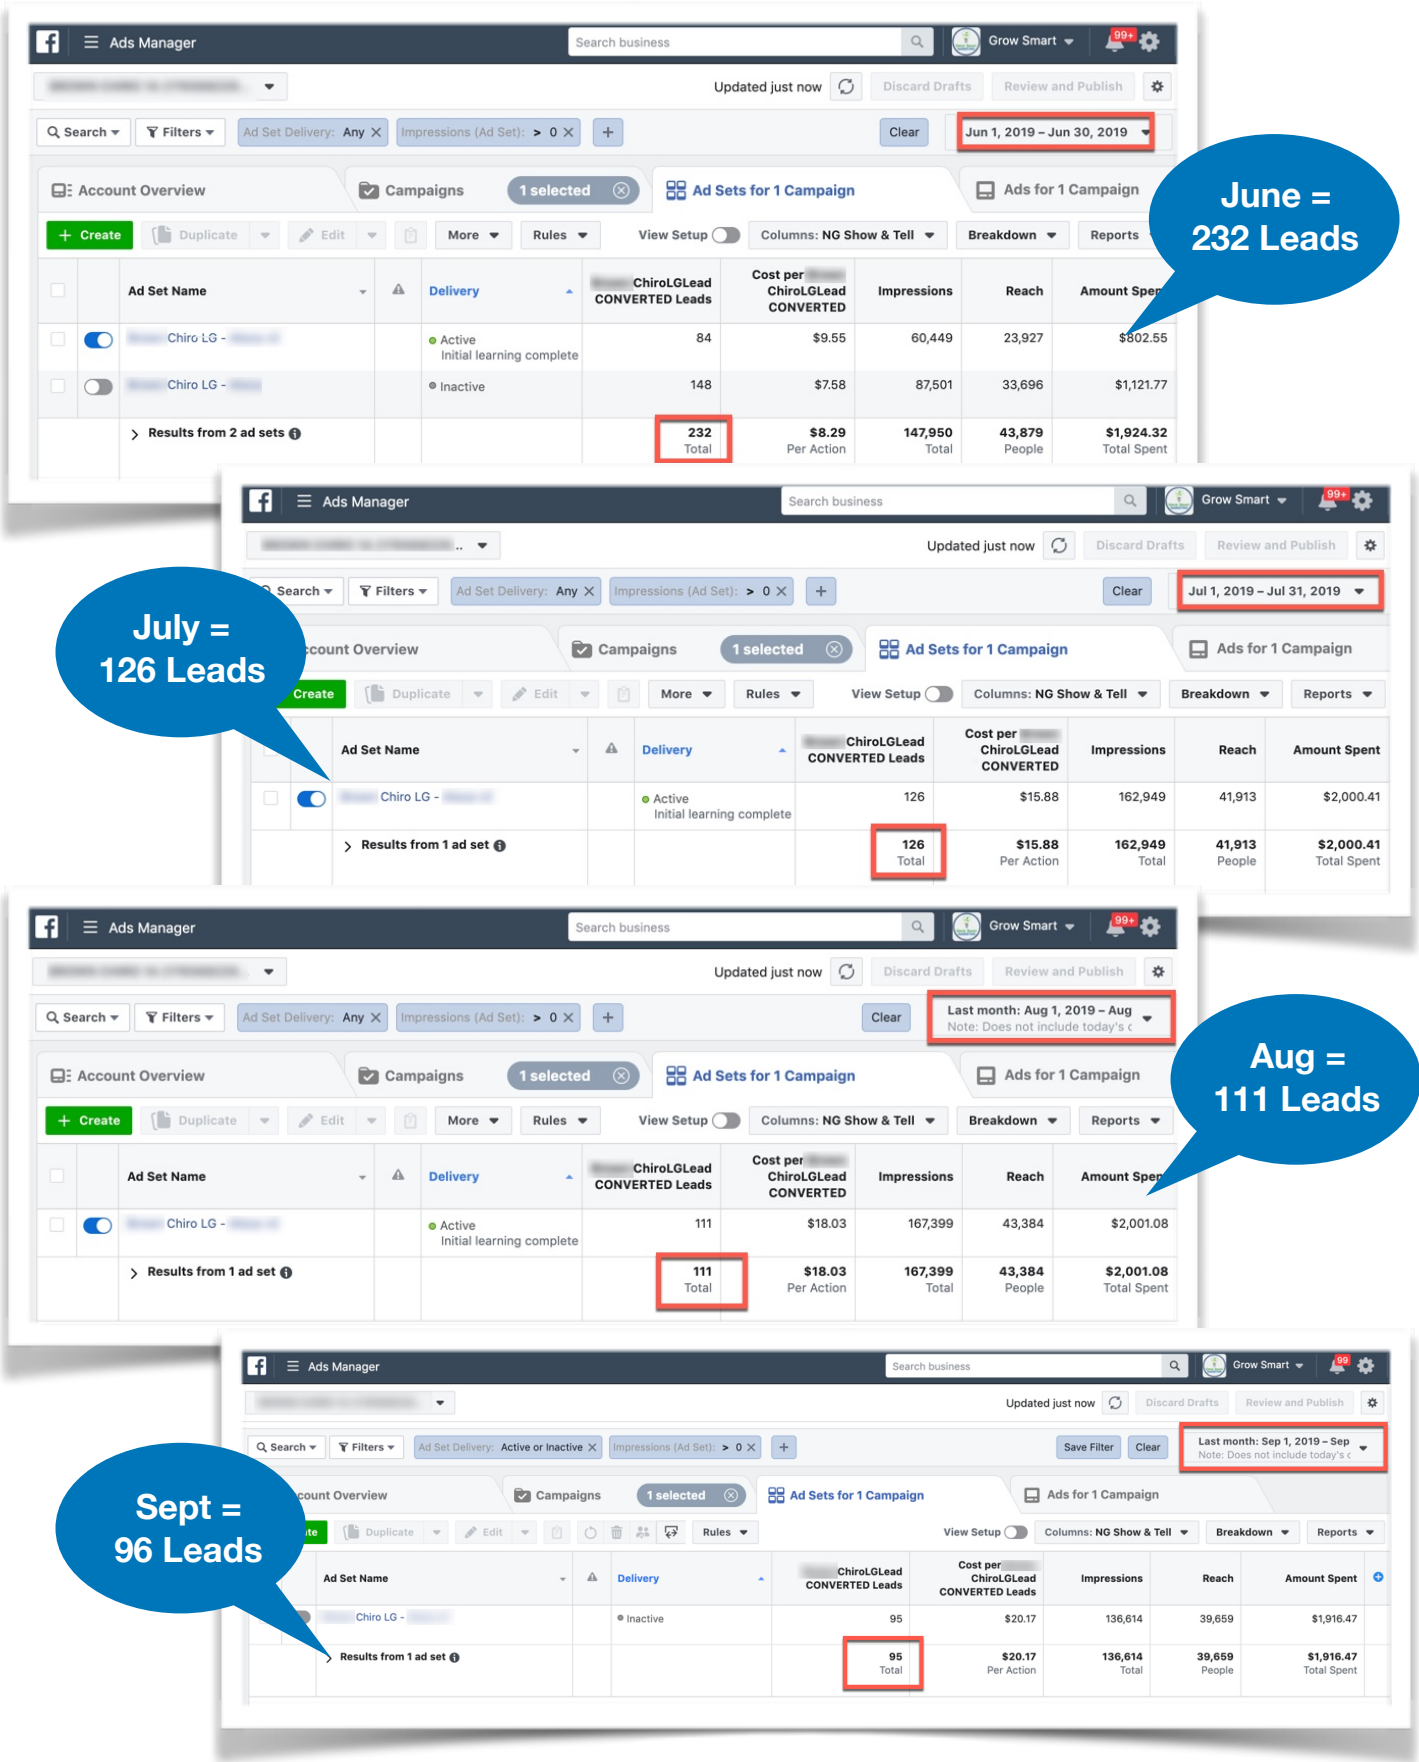 Ads Manager
Search business
Grow Smart
99+
Updated just now
Discard Drafts
Review and Publish
Search
Filters
Ad Set Delivery: Any ×
Impressions (Ad Set): > 0 ×
+
Clear
Jun 1, 2019 – Jun 30, 2019
Account Overview
Campaigns
1 selected
Ad Sets for 1 Campaign
Ads for 1 Campaign
June =
232 Leads
+ Create
Duplicate
Edit
More
Rules
View Setup
Columns: NG Show & Tell
Breakdown
Reports
Ad Set Name
Delivery
ChiroLGLead
CONVERTED Leads
Cost per
ChiroLGLead
CONVERTED
Impressions
Reach
Amount Spen
Chiro LG -
Active
Initial learning complete
84
$9.55
60,449
23,927
$802.55
Chiro LG -
Inactive
148
$7.58
87,501
33,696
$1,121.77
Results from 2 ad sets
232
Total
$8.29
Per Action
147,950
Total
43,879
People
$1,924.32
Total Spent
Ads Manager
Search business
Grow Smart
99+
Updated just now
Discard Drafts
Review and Publish
Search
Filters
Ad Set Delivery: Any ×
Impressions (Ad Set): > 0 ×
+
Clear
Jul 1, 2019 – Jul 31, 2019
July =
126 Leads
ccount Overview
Campaigns
1 selected
Ad Sets for 1 Campaign
Ads for 1 Campaign
Create
Duplicate
Edit
More
Rules
View Setup
Columns: NG Show & Tell
Breakdown
Reports
Ad Set Name
Delivery
ChiroLGLead
CONVERTED Leads
Cost per
ChiroLGLead
CONVERTED
Impressions
Reach
Amount Spent
Chiro LG -
Active
Initial learning complete
126
$15.88
162,949
41,913
$2,000.41
Results from 1 ad set
126
Total
$15.88
Per Action
162,949
Total
41,913
People
$2,000.41
Total Spent
Ads Manager
Search business
Grow Smart
99+
Updated just now
Discard Drafts
Review and Publish
Search
Filters
Ad Set Delivery: Any ×
Impressions (Ad Set): > 0 ×
+
Clear
Last month: Aug 1, 2019 – Aug
Note: Does not include today's c
Account Overview
Campaigns
1 selected
Ad Sets for 1 Campaign
Ads for 1 Campaign
Aug =
111 Leads
+ Create
Duplicate
Edit
More
Rules
View Setup
Columns: NG Show & Tell
Breakdown
Reports
Ad Set Name
Delivery
ChiroLGLead
CONVERTED Leads
Cost per
ChiroLGLead
CONVERTED
Impressions
Reach
Amount Spen
Chiro LG -
Active
Initial learning complete
111
$18.03
167,399
43,384
$2,001.08
Results from 1 ad set
111
Total
$18.03
Per Action
167,399
Total
43,384
People
$2,001.08
Total Spent
Ads Manager
Search business
Grow Smart
99
Updated just now
Discard Drafts
Review and Publish
Search
Filters
Ad Set Delivery: Active or Inactive ×
Impressions (Ad Set): > 0 ×
+
Save Filter
Clear
Last month: Sep 1, 2019 – Sep
Note: Does not include today's c
Sept =
96 Leads
count Overview
Campaigns
1 selected
Ad Sets for 1 Campaign
Ads for 1 Campaign
te
Duplicate
Edit
Rules
View Setup
Columns: NG Show & Tell
Breakdown
Reports
Ad Set Name
Delivery
ChiroLGLead
CONVERTED Leads
Cost per
ChiroLGLead
CONVERTED Leads
Impressions
Reach
Amount Spent
Chiro LG -
Inactive
95
$20.17
136,614
39,659
$1,916.47
Results from 1 ad set
95
Total
$20.17
Per Action
136,614
Total
39,659
People
$1,916.47
Total Spent